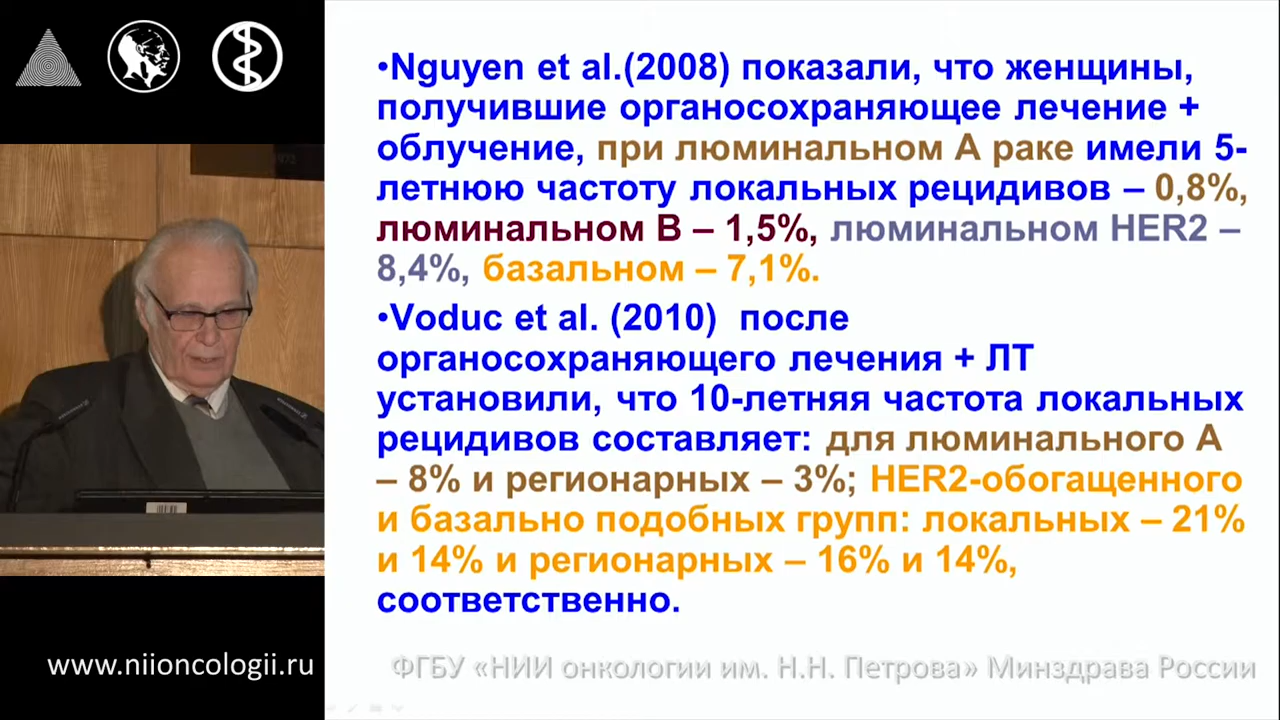 •Nguyen et al.(2008) показали, что женщины,
получившие органосохраняющее лечение +
облучение, при люминальном А раке имели 5-
летнюю частоту локальных рецидивов – 0,8%,
люминальном В – 1,5%, люминальном HER2 –
8,4%, базальном – 7,1%.
•Voduc et al. (2010) после
органосохраняющего лечения + ЛТ
установили, что 10-летняя частота локальных
рецидивов составляет: для люминального А
– 8% и регионарных – 3%; HER2-обогащенного
и базально подобных групп: локальных – 21%
и 14% и регионарных – 16% и 14%,
соответственно.
www.niioncologii.ru
ФГБУ «НИИ онкологии им. Н.Н. Петрова» Минздрава России